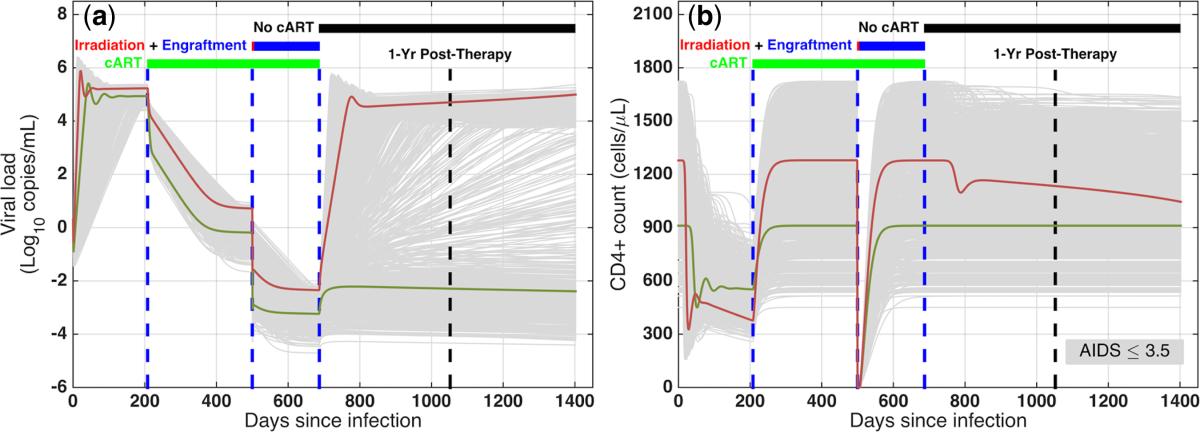 (a)
No cART
Irradiation + Engraftment
cART
1-Yr Post-Therapy
6
4
2
0
-2
-4
-6
Viral load
(Log10 copies/mL)
0 200 400 600 800 1000 1200 1400
Days since infection
(b)
No cART
Irradiation + Engraftment
cART
1-Yr Post-Therapy
2100
1800
1500
1200
900
600
300
0
CD4+ count (cells/μL)
AIDS ≤ 3.5
0 200 400 600 800 1000 1200 1400
Days since infection